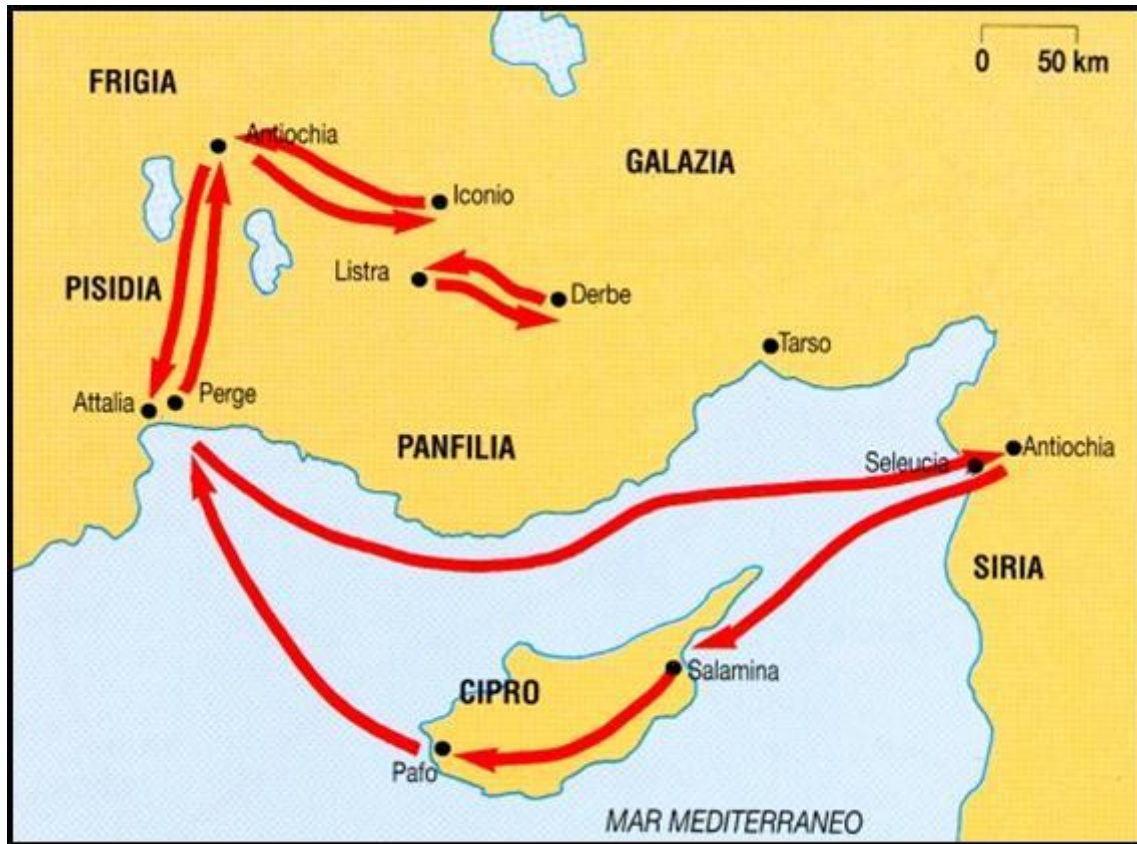 0 50 km
FRIGIA
Antiochia
GALAZIA
Iconio
Listra
PISIDIA
Derbe
Tarso
Attalia
Perge
PANFILIA
Seleucia
Antiochia
SIRIA
Salamina
CIPRO
Pafo
MAR MEDITERRANEO